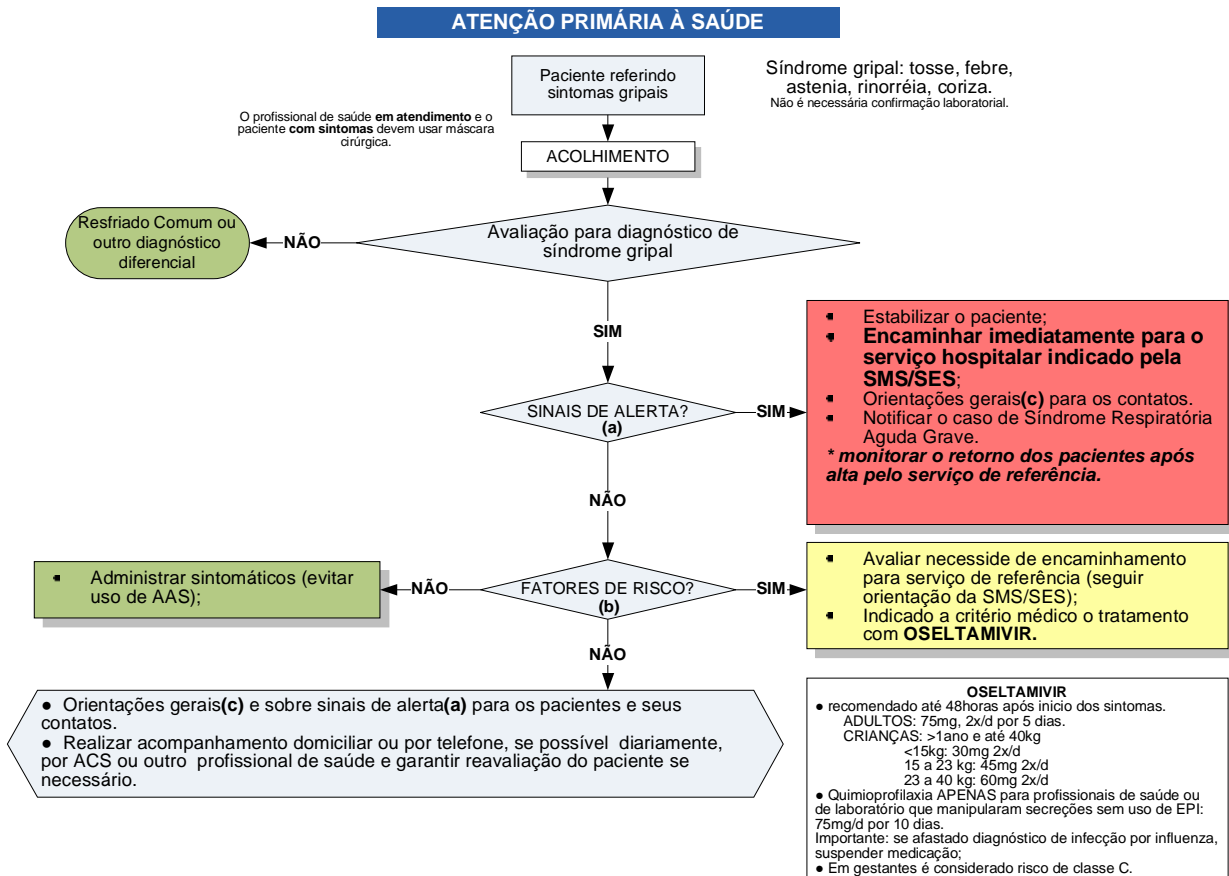 ATENÇÃO PRIMÁRIA À SAÚDE
Paciente referindo
sintomas gripais
Síndrome gripal: tosse, febre,
astenia, rinorréia, coriza.
Não é necessária confirmação laboratorial.
O profissional de saúde em atendimento e o
paciente com sintomas devem usar máscara
cirúrgica.
ACOLHIMENTO
Avaliação para diagnóstico de
síndrome gripal
NÃO
Resfriado Comum ou
outro diagnóstico
diferencial
SIM
SINAIS DE ALERTA?
(a)
SIM
Estabilizar o paciente;
Encaminhar imediatamente para o
serviço hospitalar indicado pela
SMS/SES;
Orientações gerais(c) para os contatos.
Notificar o caso de Síndrome Respiratória
Aguda Grave.
* monitorar o retorno dos pacientes após
alta pelo serviço de referência.
NÃO
FATORES DE RISCO?
(b)
NÃO
Administrar sintomáticos (evitar
uso de AAS);
SIM
Avaliar necesside de encaminhamento
para serviço de referência (seguir
orientação da SMS/SES);
Indicado a critério médico o tratamento
com OSELTAMIVIR.
NÃO
● Orientações gerais(c) e sobre sinais de alerta(a) para os pacientes e seus
contatos.
● Realizar acompanhamento domiciliar ou por telefone, se possível diariamente,
por ACS ou outro profissional de saúde e garantir reavaliação do paciente se
necessário.
OSELTAMIVIR
● recomendado até 48horas após inicio dos sintomas.
ADULTOS: 75mg, 2x/d por 5 dias.
CRIANÇAS: >1ano e até 40kg
<15kg: 30mg 2x/d
15 a 23 kg: 45mg 2x/d
23 a 40 kg: 60mg 2x/d
● Quimioprofilaxia APENAS para profissionais de saúde ou
de laboratório que manipularam secreções sem uso de EPI:
75mg/d por 10 dias.
Importante: se afastado diagnóstico de infecção por influenza,
suspender medicação;
● Em gestantes é considerado risco de classe C.